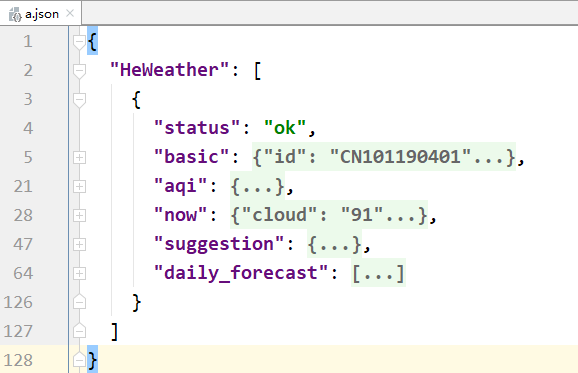 a.json
1 {
2 "HeWeather": [
3 {
4 "status": "ok",
5 "basic": {"id": "CN101190401"...},
21 "aqi": {...},
28 "now": {"cloud": "91"...},
47 "suggestion": {...},
64 "daily_forecast": [...]
126 }
127 ]
128 }